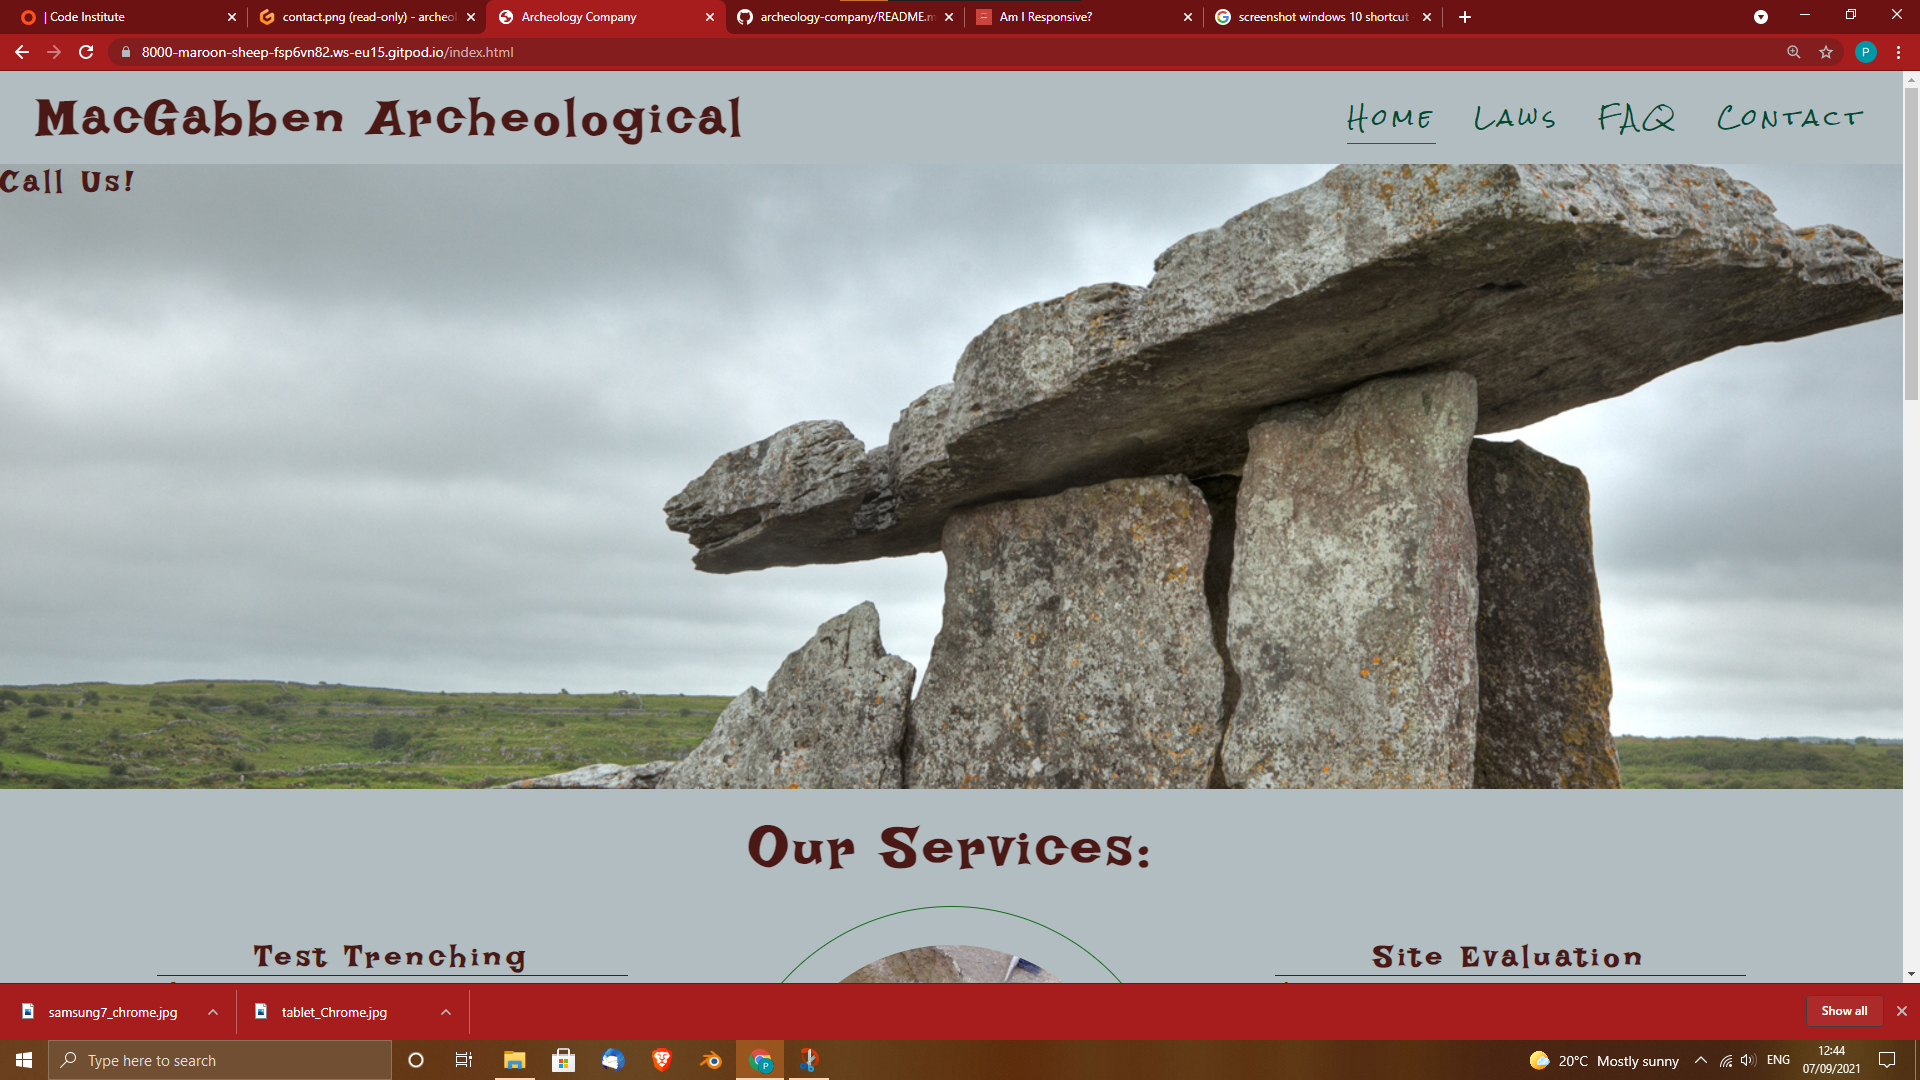 | Code Institute
contact.png (read-only) - archeol
Archeology Company
archeology-company/README.m
Am I Responsive?
screenshot windows 10 shortcut
8000-maroon-sheep-fsp6vn82.ws-eu15.gitpod.io/index.html
P
MacGabben Archeological
Home
Laws
FAQ
Contact
Call Us!
Our Services:
Test Trenching
Site Evaluation
samsung7_chrome.jpg
tablet_Chrome.jpg
Show all
Type here to search
P
20°C Mostly sunny
ENG
12:44
07/09/2021